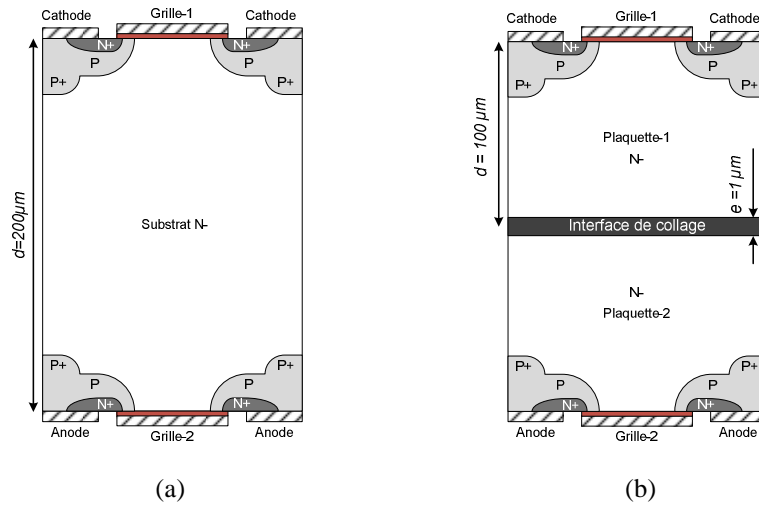 Cathode
Grille-1
Cathode
N+
N+
P
P
P+
P+
d=200µm
Substrat N-
P+
P+
P
P
N+
N+
Anode
Grille-2
Anode
(a)
Cathode
Grille-1
Cathode
N+
N+
P
P
P+
P+
d = 100 µm
Plaquette-1
N-
e =1 µm
Interface de collage
N-
Plaquette-2
P+
P+
P
P
N+
N+
Anode
Grille-2
Anode
(b)